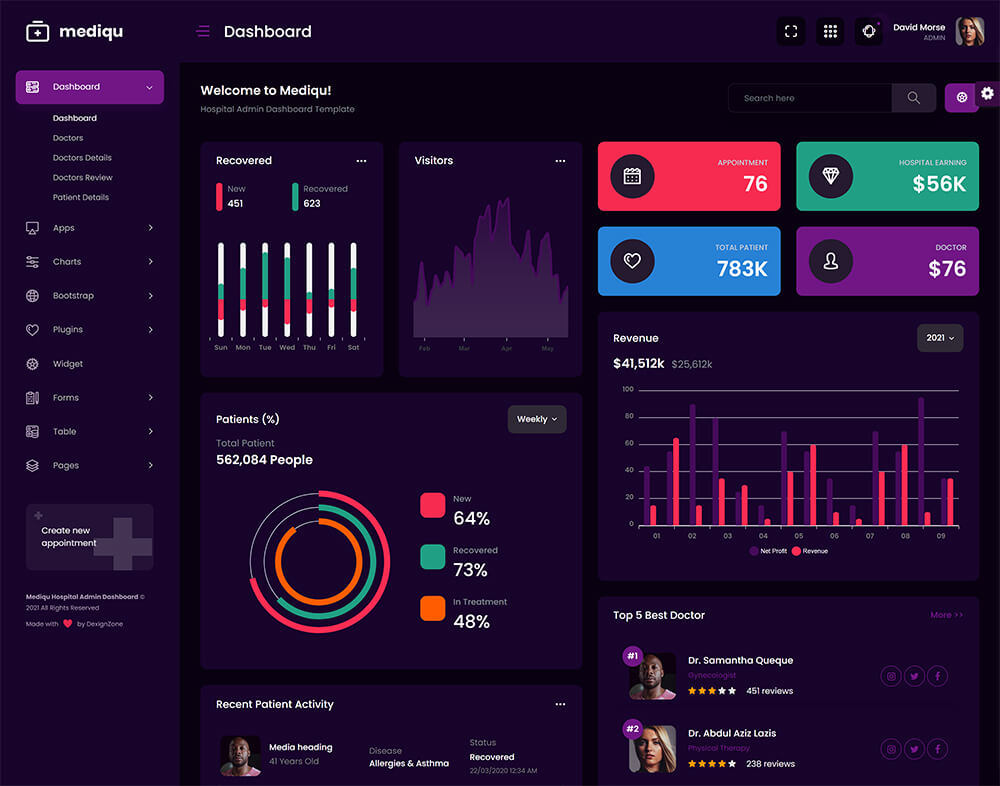 mediqu
Dashboard
David Morse
ADMIN
Dashboard
Dashboard
Doctors
Doctors Details
Doctors Review
Patient Details
Apps
Charts
Bootstrap
Plugins
Widget
Forms
Table
Pages
Create new
appointment
Mediqu Hospital Admin Dashboard ©
2021 All Rights Reserved
Made with by DexignZone
Welcome to Mediqu!
Hospital Admin Dashboard Template
Search here
Recovered
New
451
Recovered
623
Sun Mon Tue Wed Thu Fri Sat
Visitors
Feb Mar Apr May
APPOINTMENT
76
HOSPITAL EARNING
$56K
TOTAL PATIENT
783K
DOCTOR
$76
Patients (%)
Weekly
Total Patient
562,084 People
New
64%
Recovered
73%
In Treatment
48%
Revenue
2021
$41,512k $25,612k
100
80
60
40
20
0
01 02 03 04 05 06 07 08 09
Net Profit Revenue
Recent Patient Activity
Media heading
41 Years Old
Disease
Allergies & Asthma
Status
Recovered
22/03/2020 12:34 AM
Top 5 Best Doctor
More >>
#1
Dr. Samantha Queque
Gynecologist
451 reviews
#2
Dr. Abdul Aziz Lazis
Physical Therapy
238 reviews